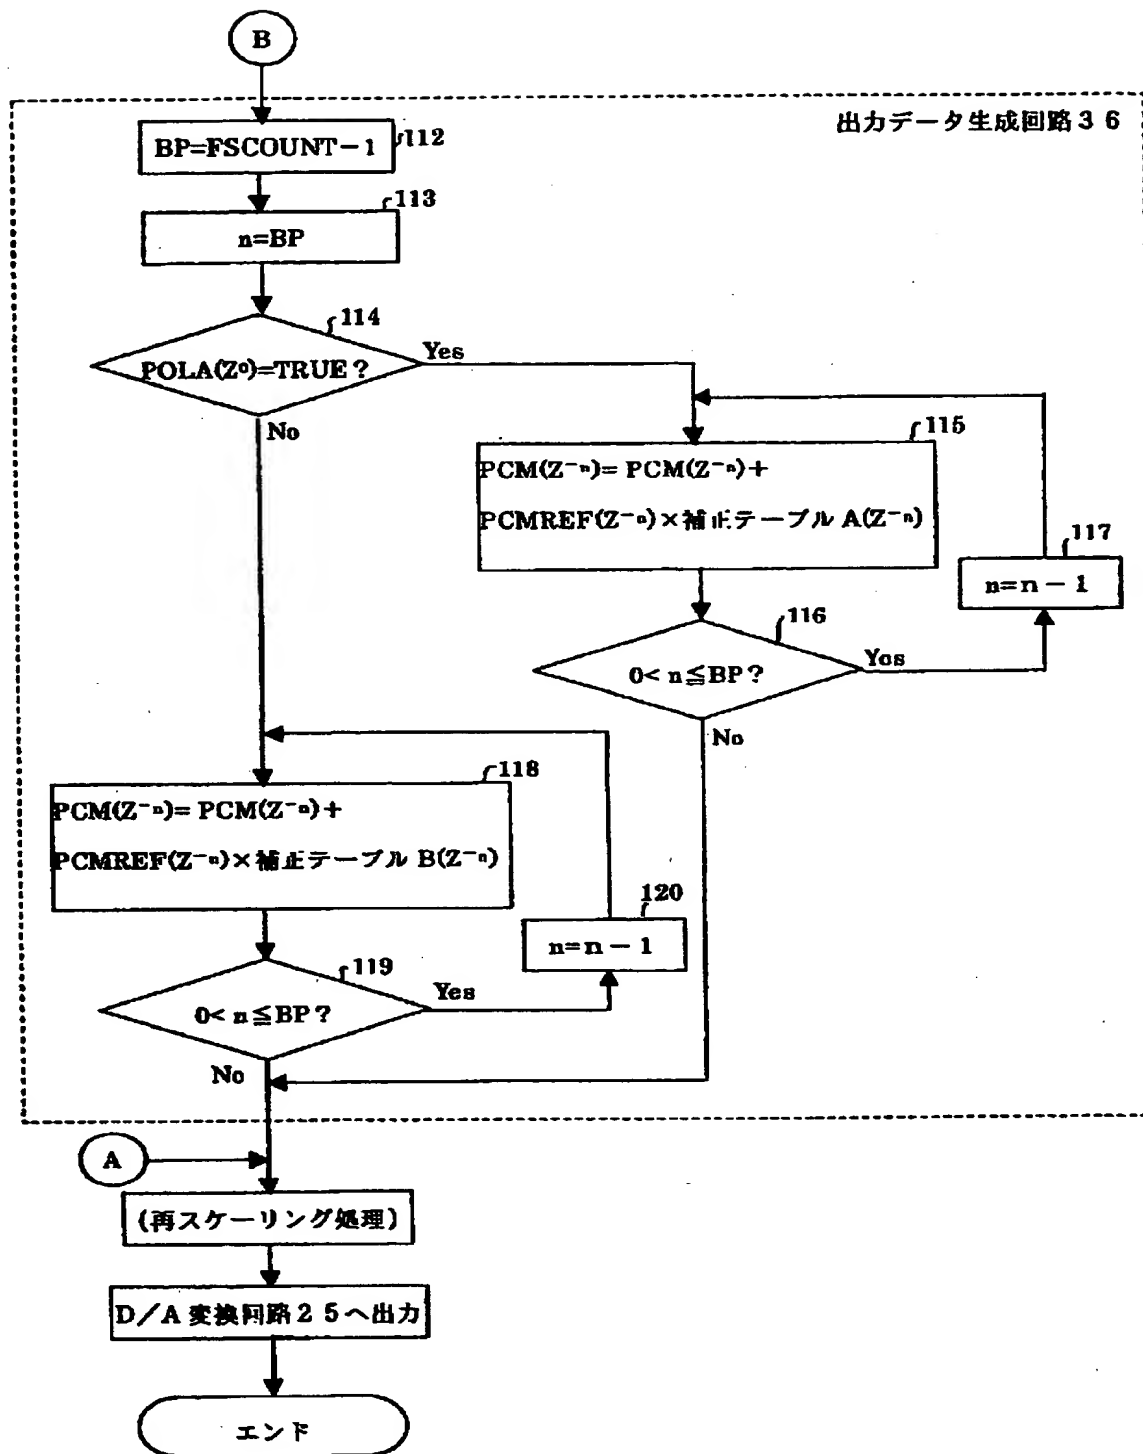 B
出力データ生成回路36
BP=FSCOUNT-1
112
113
n=BP
114
POLA(Z⁰)=TRUE?
Yes
No
115
PCM(Z⁻ⁿ)= PCM(Z⁻ⁿ)+
PCMREF(Z⁻ⁿ)×補正テーブル A(Z⁻ⁿ)
117
n=n-1
116
0< n≦BP?
Yes
No
118
PCM(Z⁻ⁿ)= PCM(Z⁻ⁿ)+
PCMREF(Z⁻ⁿ)×補正テーブル B(Z⁻ⁿ)
120
n=n-1
119
0< n≦BP?
Yes
No
A
(再スケーリング処理)
D/A 変換回路25へ出力
エンド